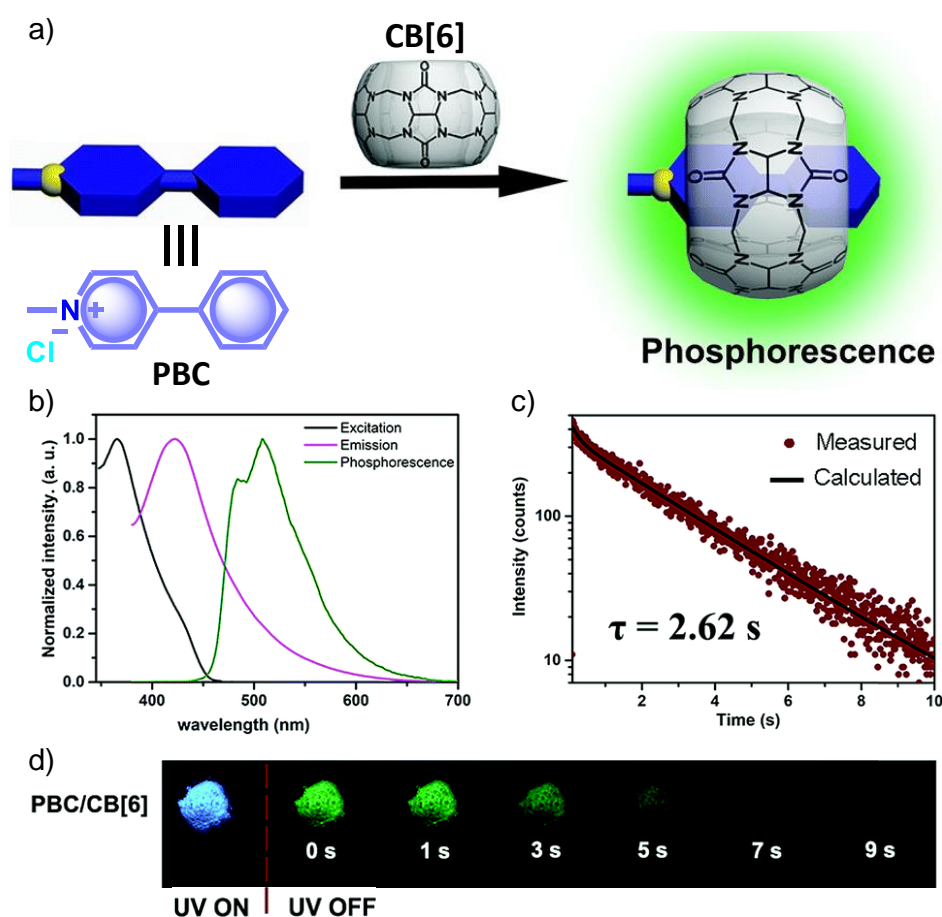 a)
CB[6]
O
N N N N
N N N N
O
N +
−
Cl
PBC
O O
N N
N N
O O
N N
N N
O O
Phosphorescence
b)
Normalized intensity. (a. u.)
1.0
0.8
0.6
0.4
0.2
0.0
400 500 600 700
wavelength (nm)
Excitation
Emission
Phosphorescence
c)
Intensity (counts)
100
10
2 4 6 8 10
Time (s)
Measured
Calculated
τ = 2.62 s
d)
PBC/CB[6]
0 s 1 s 3 s 5 s 7 s 9 s
UV ON UV OFF